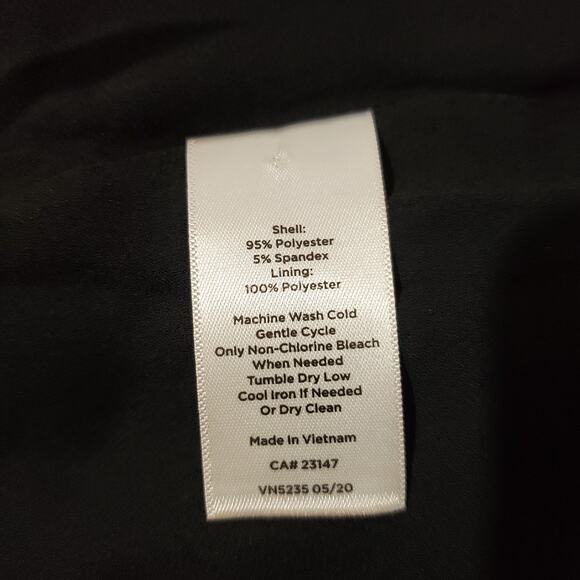 Shell:
95% Polyester
5% Spandex
Lining:
100% Polyester
Machine Wash Cold
Gentle Cycle
Only Non-Chlorine Bleach
When Needed
Tumble Dry Low
Cool Iron If Needed
Or Dry Clean
Made In Vietnam
CA# 23147
VN5235 05/20